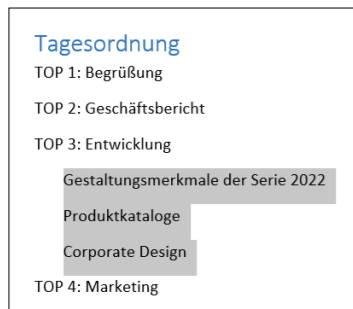 Tagesordnung
TOP 1: Begrüßung
TOP 2: Geschäftsbericht
TOP 3: Entwicklung
Gestaltungsmerkmale der Serie 2022
Produktkataloge
Corporate Design
TOP 4: Marketing